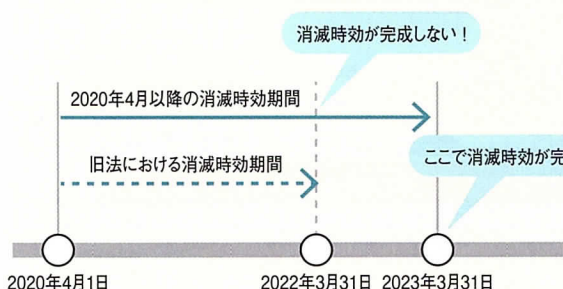 消滅時効が完成しない！
2020年4月以降の消滅時効期間
ここで消滅時効が完
旧法における消滅時効期間
2020年4月1日
2022年3月31日
2023年3月31日